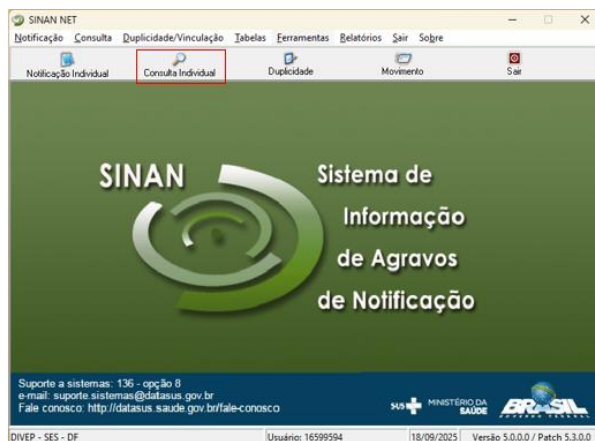 SINAN NET
Notificação Consulta Duplicidade/Vinculação Tabelas Ferramentas Relatórios Sair Sobre
Notificação Individual Consulta Individual Duplicidade Movimento Sair
SINAN
Sistema de
Informação
de Agravos
de Notificação
Suporte a sistemas: 136 - opção 8
e-mail: suporte.sistemas@datasus.gov.br
Fale conosco: http://datasus.saude.gov.br/fale-conosco
SUS MINISTÉRIO DA SAÚDE BRASIL
GOVERNO FEDERAL
DIVEP - SES - DF Usuário: 16599594 18/09/2025 Versão 5.0.0.0 / Patch 5.3.0.0